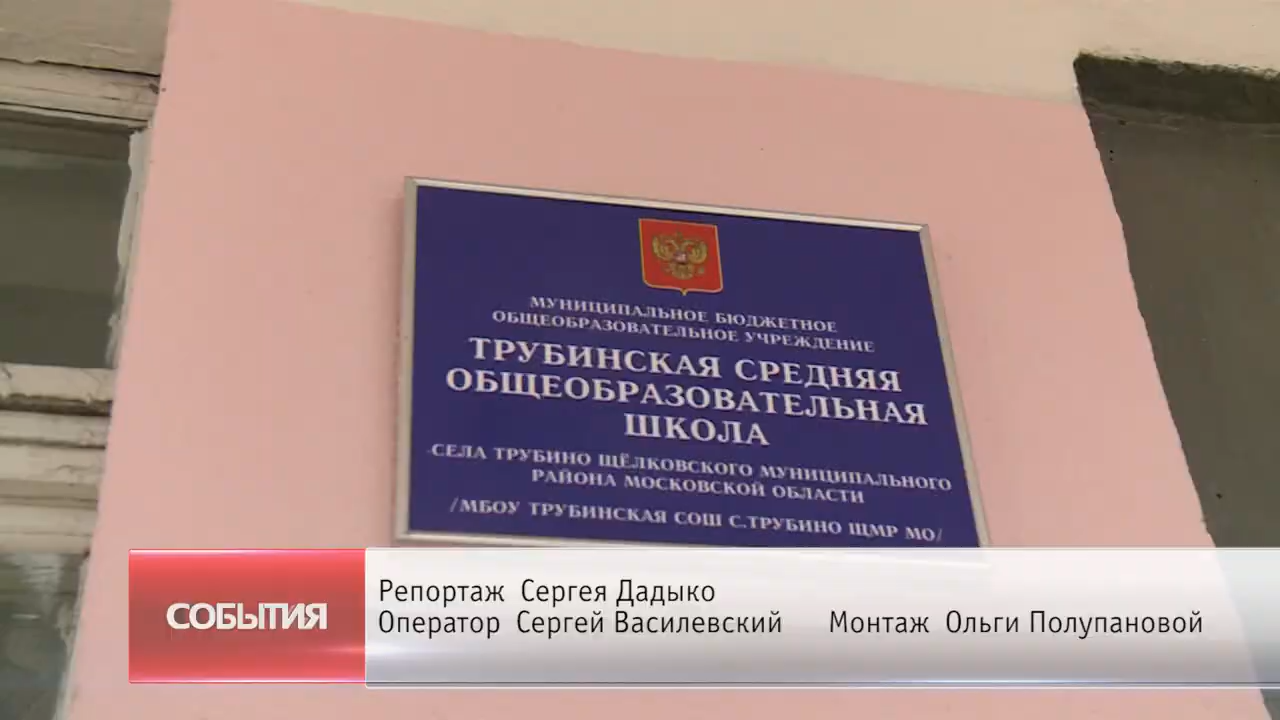 МУНИЦИПАЛЬНОЕ БЮДЖЕТНОЕ
ОБЩЕОБРАЗОВАТЕЛЬНОЕ УЧРЕЖДЕНИЕ
ТРУБИНСКАЯ СРЕДНЯЯ
ОБЩЕОБРАЗОВАТЕЛЬНАЯ
ШКОЛА
СЕЛА ТРУБИНО ЩЁЛКОВСКОГО МУНИЦИПАЛЬНОГО
РАЙОНА МОСКОВСКОЙ ОБЛАСТИ
/МБОУ ТРУБИНСКАЯ СОШ С.ТРУБИНО ЩМР МО/
СОБЫТИЯ
Репортаж Сергея Дадыко
Оператор Сергей Василевский Монтаж Ольги Полупановой